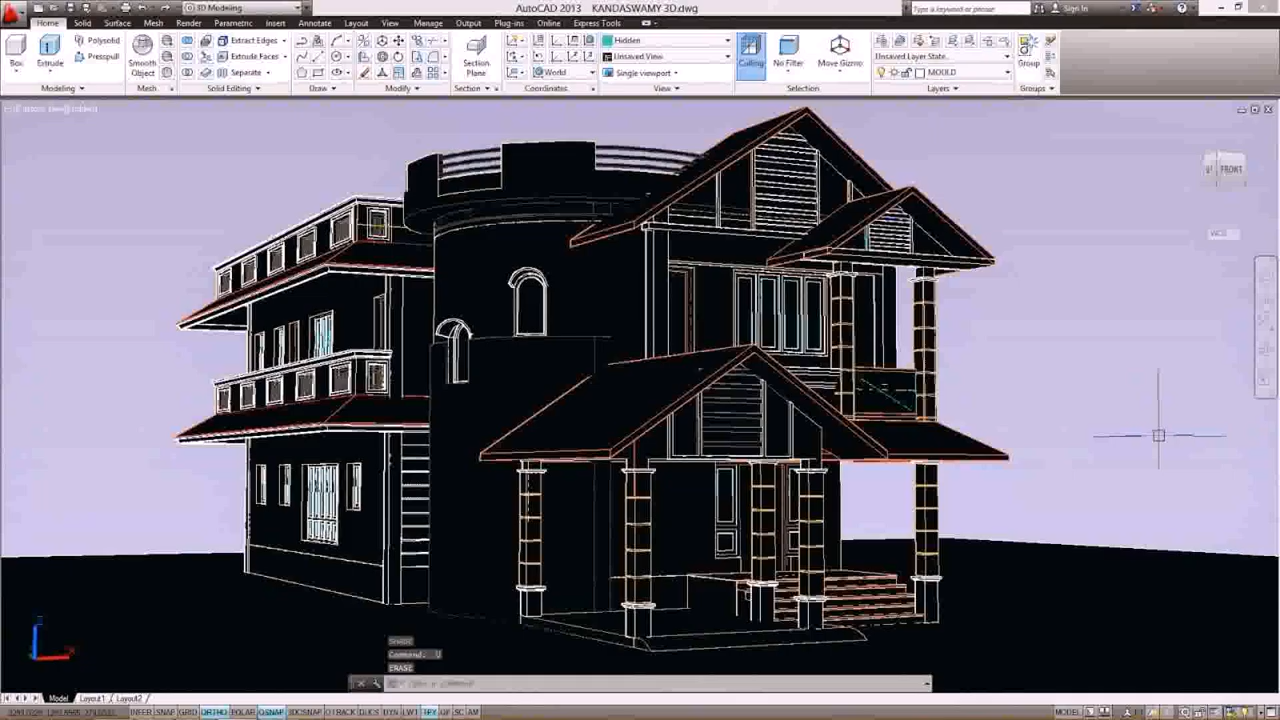 3D Modeling
AutoCAD 2013 KANDASWAMY 3D.dwg
Type a keyword or phrase
Sign In
Home Solid Surface Mesh Render Parametric Insert Annotate Layout View Manage Output Plug-ins Online Express Tools
Box
Extrude
Polysolid
Presspull
Smooth
Object
Extract Edges
Extrude Faces
Separate
Section
Plane
World
Hidden
Unsaved View
Single viewport
Culling
No Filter
Move Gizmo
Unsaved Layer State
MOULD
Group
Modeling
Mesh
Solid Editing
Draw
Modify
Section
Coordinates
View
Selection
Layers
Groups
FRONT
Command: U
ERASE
Type a command
Model Layout1 Layout2
INFER SNAP GRID ORTHO POLAR OSNAP 3DOSNAP OTRACK DUCS DYN LWT TPY QP SC AM
MODEL
1:1